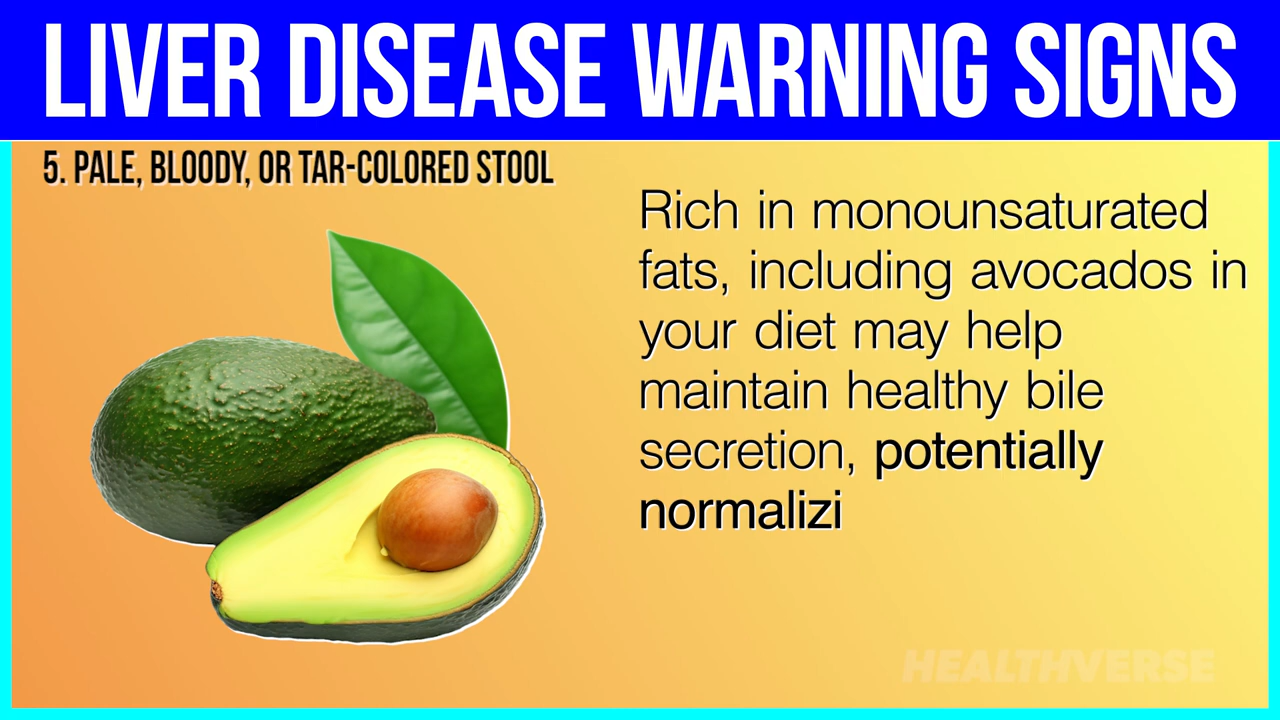 LIVER DISEASE WARNING SIGNS
5. PALE, BLOODY, OR TAR-COLORED STOOL
Rich in monounsaturated
fats, including avocados in
your diet may help
maintain healthy bile
secretion, potentially
normalizi
HEALTHVERSE